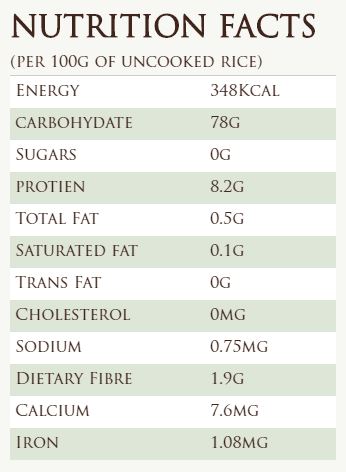 NUTRITION FACTS
(PER 100G OF UNCOOKED RICE)
ENERGY 348KCAL
CARBOHYDATE 78G
SUGARS 0G
PROTIEN 8.2G
TOTAL FAT 0.5G
SATURATED FAT 0.1G
TRANS FAT 0G
CHOLESTEROL 0MG
SODIUM 0.75MG
DIETARY FIBRE 1.9G
CALCIUM 7.6MG
IRON 1.08MG